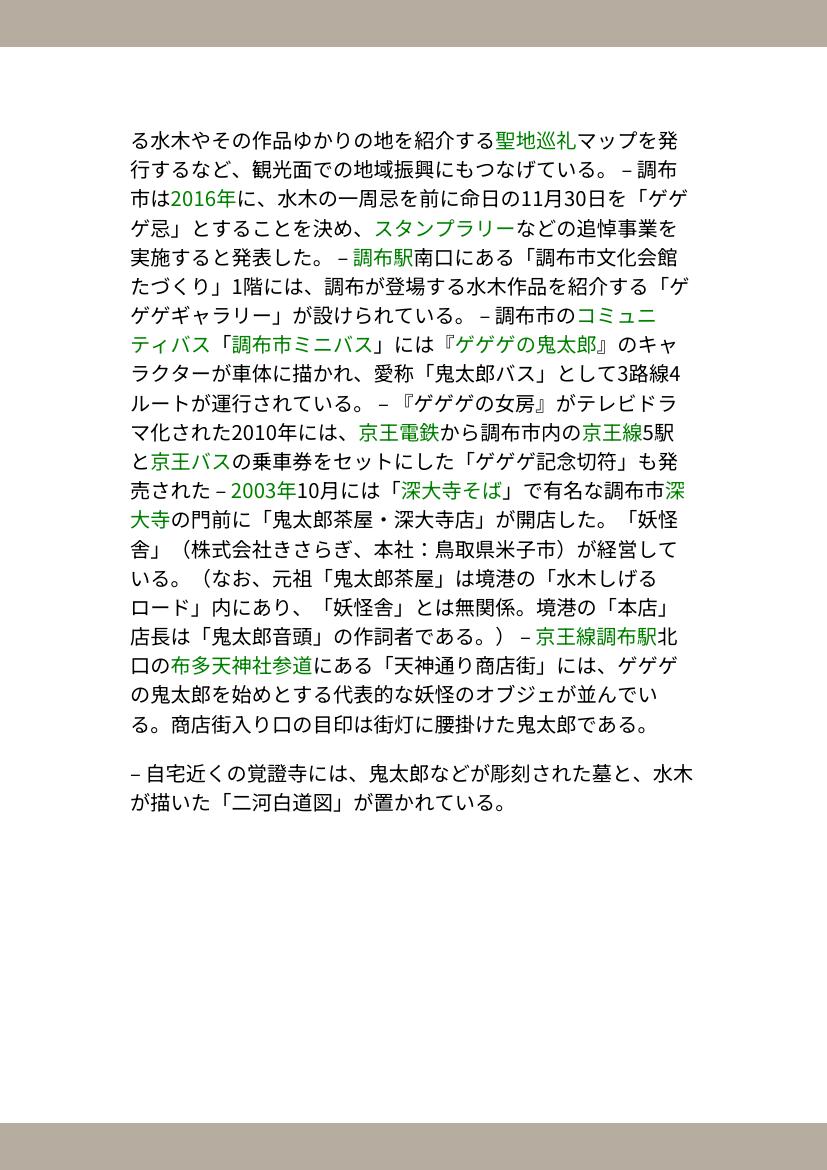 る水木やその作品ゆかりの地を紹介する聖地巡礼マップを発
行するなど、観光面での地域振興にもつなげている。 – 調布
市は2016年に、水木の一周忌を前に命日の11月30日を「ゲゲ
ゲ忌」とすることを決め、スタンプラリーなどの追悼事業を
実施すると発表した。 – 調布駅南口にある「調布市文化会館
たづくり」1階には、調布が登場する水木作品を紹介する「ゲ
ゲゲギャラリー」が設けられている。 – 調布市のコミュニ
ティバス「調布市ミニバス」には『ゲゲゲの鬼太郎』のキャ
ラクターが車体に描かれ、愛称「鬼太郎バス」として3路線4
ルートが運行されている。 – 『ゲゲゲの女房』がテレビドラ
マ化された2010年には、京王電鉄から調布市内の京王線5駅
と京王バスの乗車券をセットにした「ゲゲゲ記念切符」も発
売された – 2003年10月には「深大寺そば」で有名な調布市深
大寺の門前に「鬼太郎茶屋・深大寺店」が開店した。「妖怪
舎」（株式会社きさらぎ、本社：鳥取県米子市）が経営して
いる。（なお、元祖「鬼太郎茶屋」は境港の「水木しげる
ロード」内にあり、「妖怪舎」とは無関係。境港の「本店」
店長は「鬼太郎音頭」の作詞者である。） – 京王線調布駅北
口の布多天神社参道にある「天神通り商店街」には、ゲゲゲ
の鬼太郎を始めとする代表的な妖怪のオブジェが並んでい
る。商店街入り口の目印は街灯に腰掛けた鬼太郎である。
– 自宅近くの覚證寺には、鬼太郎などが彫刻された墓と、水木
が描いた「二河白道図」が置かれている。